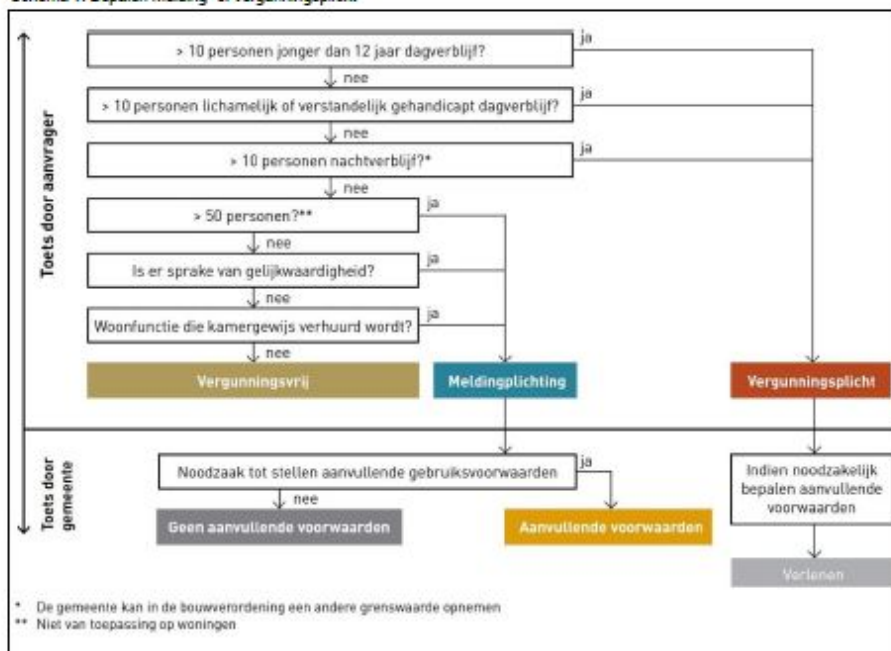 > 10 personen jonger dan 12 jaar dagverblijf?
ja
nee
> 10 personen lichamelijk of verstandelijk gehandicapt dagverblijf?
ja
nee
> 10 personen nachtverblijf?*
ja
nee
> 50 personen?**
ja
nee
Is er sprake van gelijkwaardigheid?
ja
nee
Woonfunctie die kamergewijs verhuurd wordt?
ja
nee
Toets door aanvrager
Vergunningsvrij
Meldingplichting
Vergunningsplicht
Toets door
gemeente
Noodzaak tot stellen aanvullende gebruiksvoorwaarden
ja
nee
Geen aanvullende voorwaarden
Aanvullende voorwaarden
Indien noodzakelijk
bepalen aanvullende
voorwaarden
Verlenen
* De gemeente kan in de bouwverordening een andere grenswaarde opnemen
** Niet van toepassing op woningen